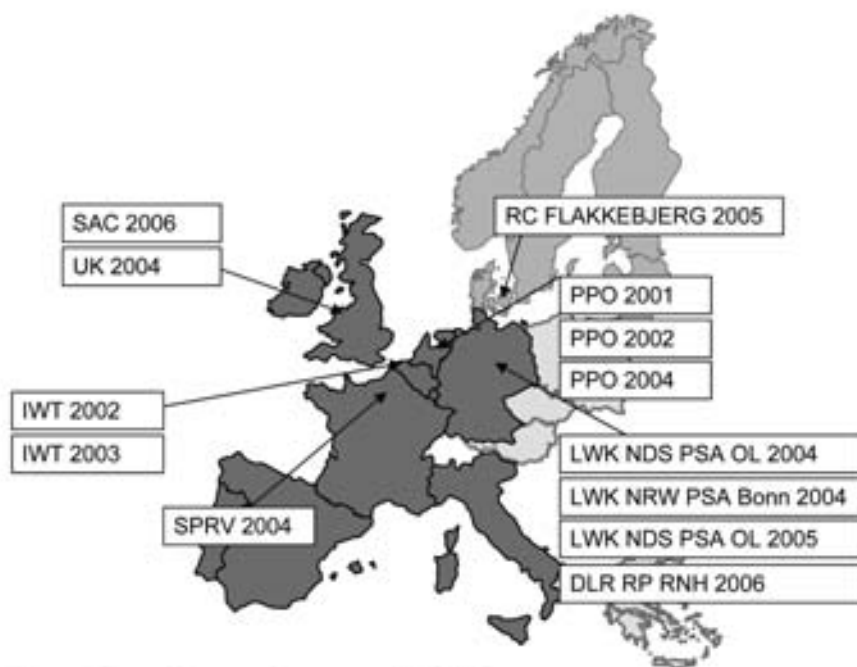 SAC 2006
UK 2004
RC FLAKKEBJERG 2005
PPO 2001
PPO 2002
PPO 2004
IWT 2002
IWT 2003
SPRV 2004
LWK NDS PSA OL 2004
LWK NRW PSA Bonn 2004
LWK NDS PSA OL 2005
DLR RP RNH 2006